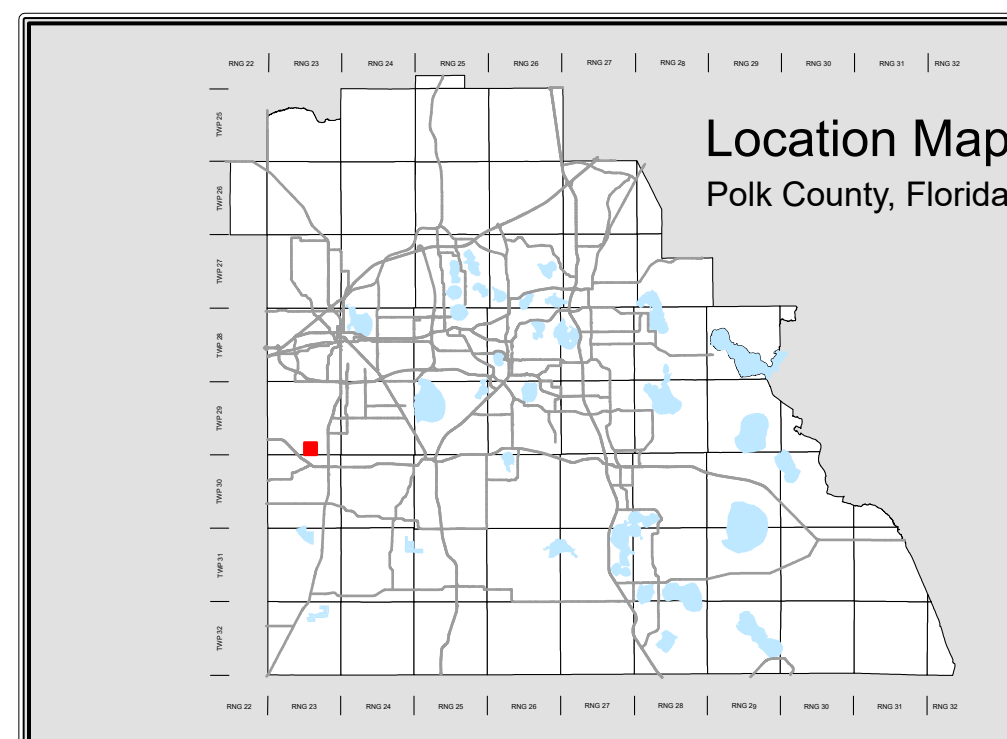 RNG 22 RNG 23 RNG 24 RNG 25 RNG 26 RNG 27 RNG 28 RNG 29 RNG 30 RNG 31 RNG 32
Location Map
Polk County, Florida
TWP 25
TWP 26
TWP 27
TWP 28
TWP 29
TWP 30
TWP 31
TWP 32
RNG 22 RNG 23 RNG 24 RNG 25 RNG 26 RNG 27 RNG 28 RNG 29 RNG 30 RNG 31 RNG 32